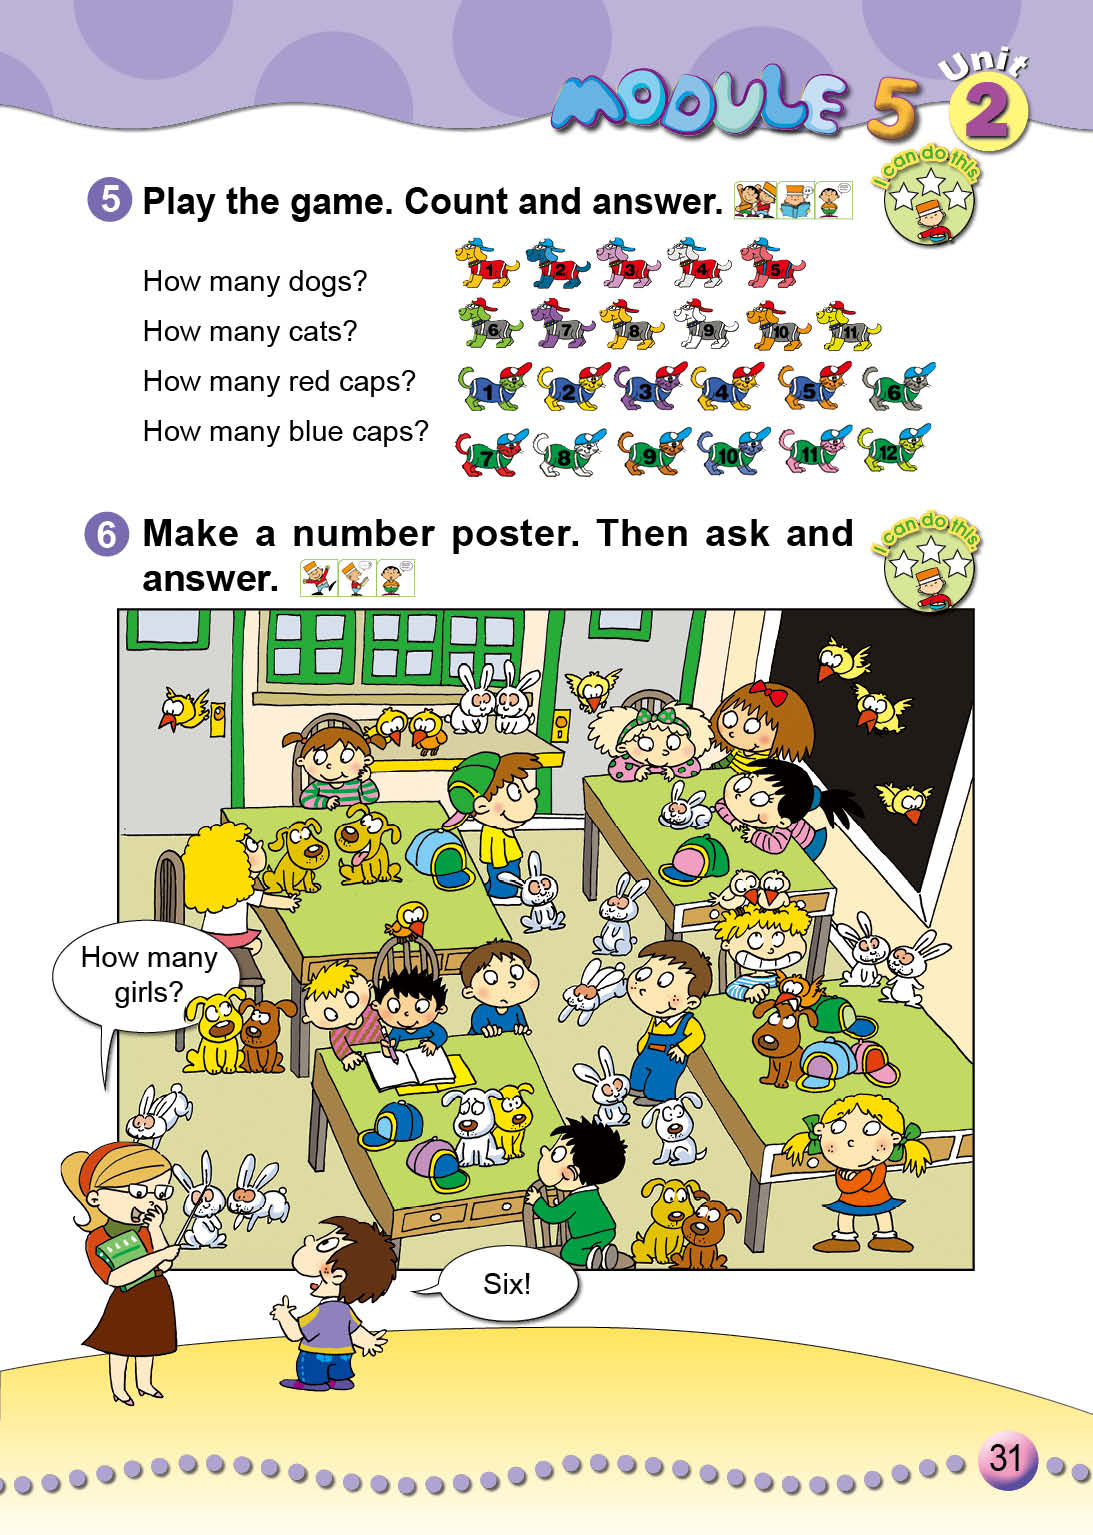 MODULE 5
Unit
2
I can do this.
5 Play the game. Count and answer.
How many dogs?
How many cats?
How many red caps?
How many blue caps?
1 2 3 4 5
6 7 8 9 10 11
1 2 3 4 5 6
7 8 9 10 11 12
6 Make a number poster. Then ask and
answer.
I can do this.
How many
girls?
Six!
31